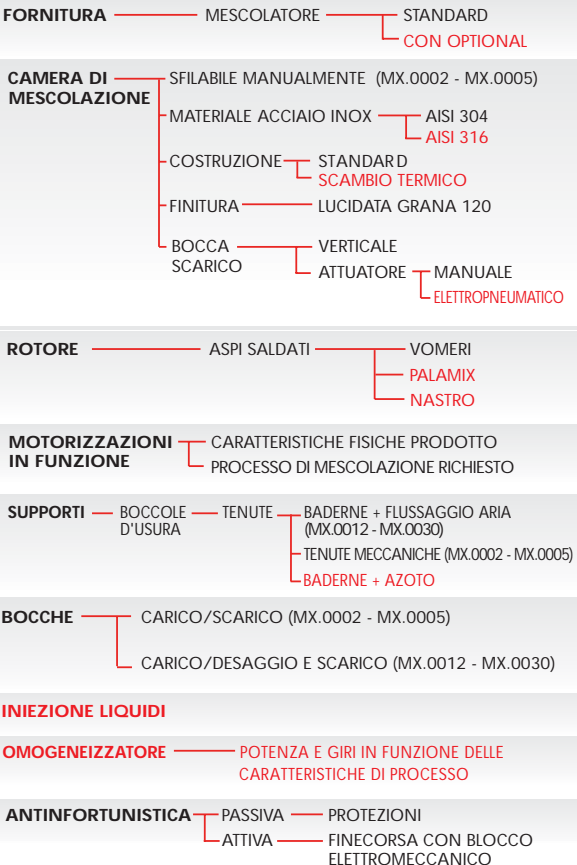 FORNITURA MESCOLATORE STANDARD
CON OPTIONAL
CAMERA DI SFILABILE MANUALMENTE (MX.0002 - MX.0005)
MESCOLAZIONE
MATERIALE ACCIAIO INOX AISI 304
AISI 316
COSTRUZIONE STANDARD
SCAMBIO TERMICO
FINITURA LUCIDATA GRANA 120
BOCCA VERTICALE
SCARICO ATTUATORE MANUALE
ELETTROPNEUMATICO
ROTORE ASPI SALDATI VOMERI
PALAMIX
NASTRO
MOTORIZZAZIONI CARATTERISTICHE FISICHE PRODOTTO
IN FUNZIONE PROCESSO DI MESCOLAZIONE RICHIESTO
SUPPORTI BOCCOLE TENUTE BADERNE + FLUSSAGGIO ARIA
D'USURA (MX.0012 - MX.0030)
TENUTE MECCANICHE (MX.0002 - MX.0005)
BADERNE + AZOTO
BOCCHE CARICO/SCARICO (MX.0002 - MX.0005)
CARICO/DESAGGIO E SCARICO (MX.0012 - MX.0030)
INIEZIONE LIQUIDI
OMOGENEIZZATORE POTENZA E GIRI IN FUNZIONE DELLE
CARATTERISTICHE DI PROCESSO
ANTINFORTUNISTICA PASSIVA PROTEZIONI
ATTIVA FINECORSA CON BLOCCO
ELETTROMECCANICO